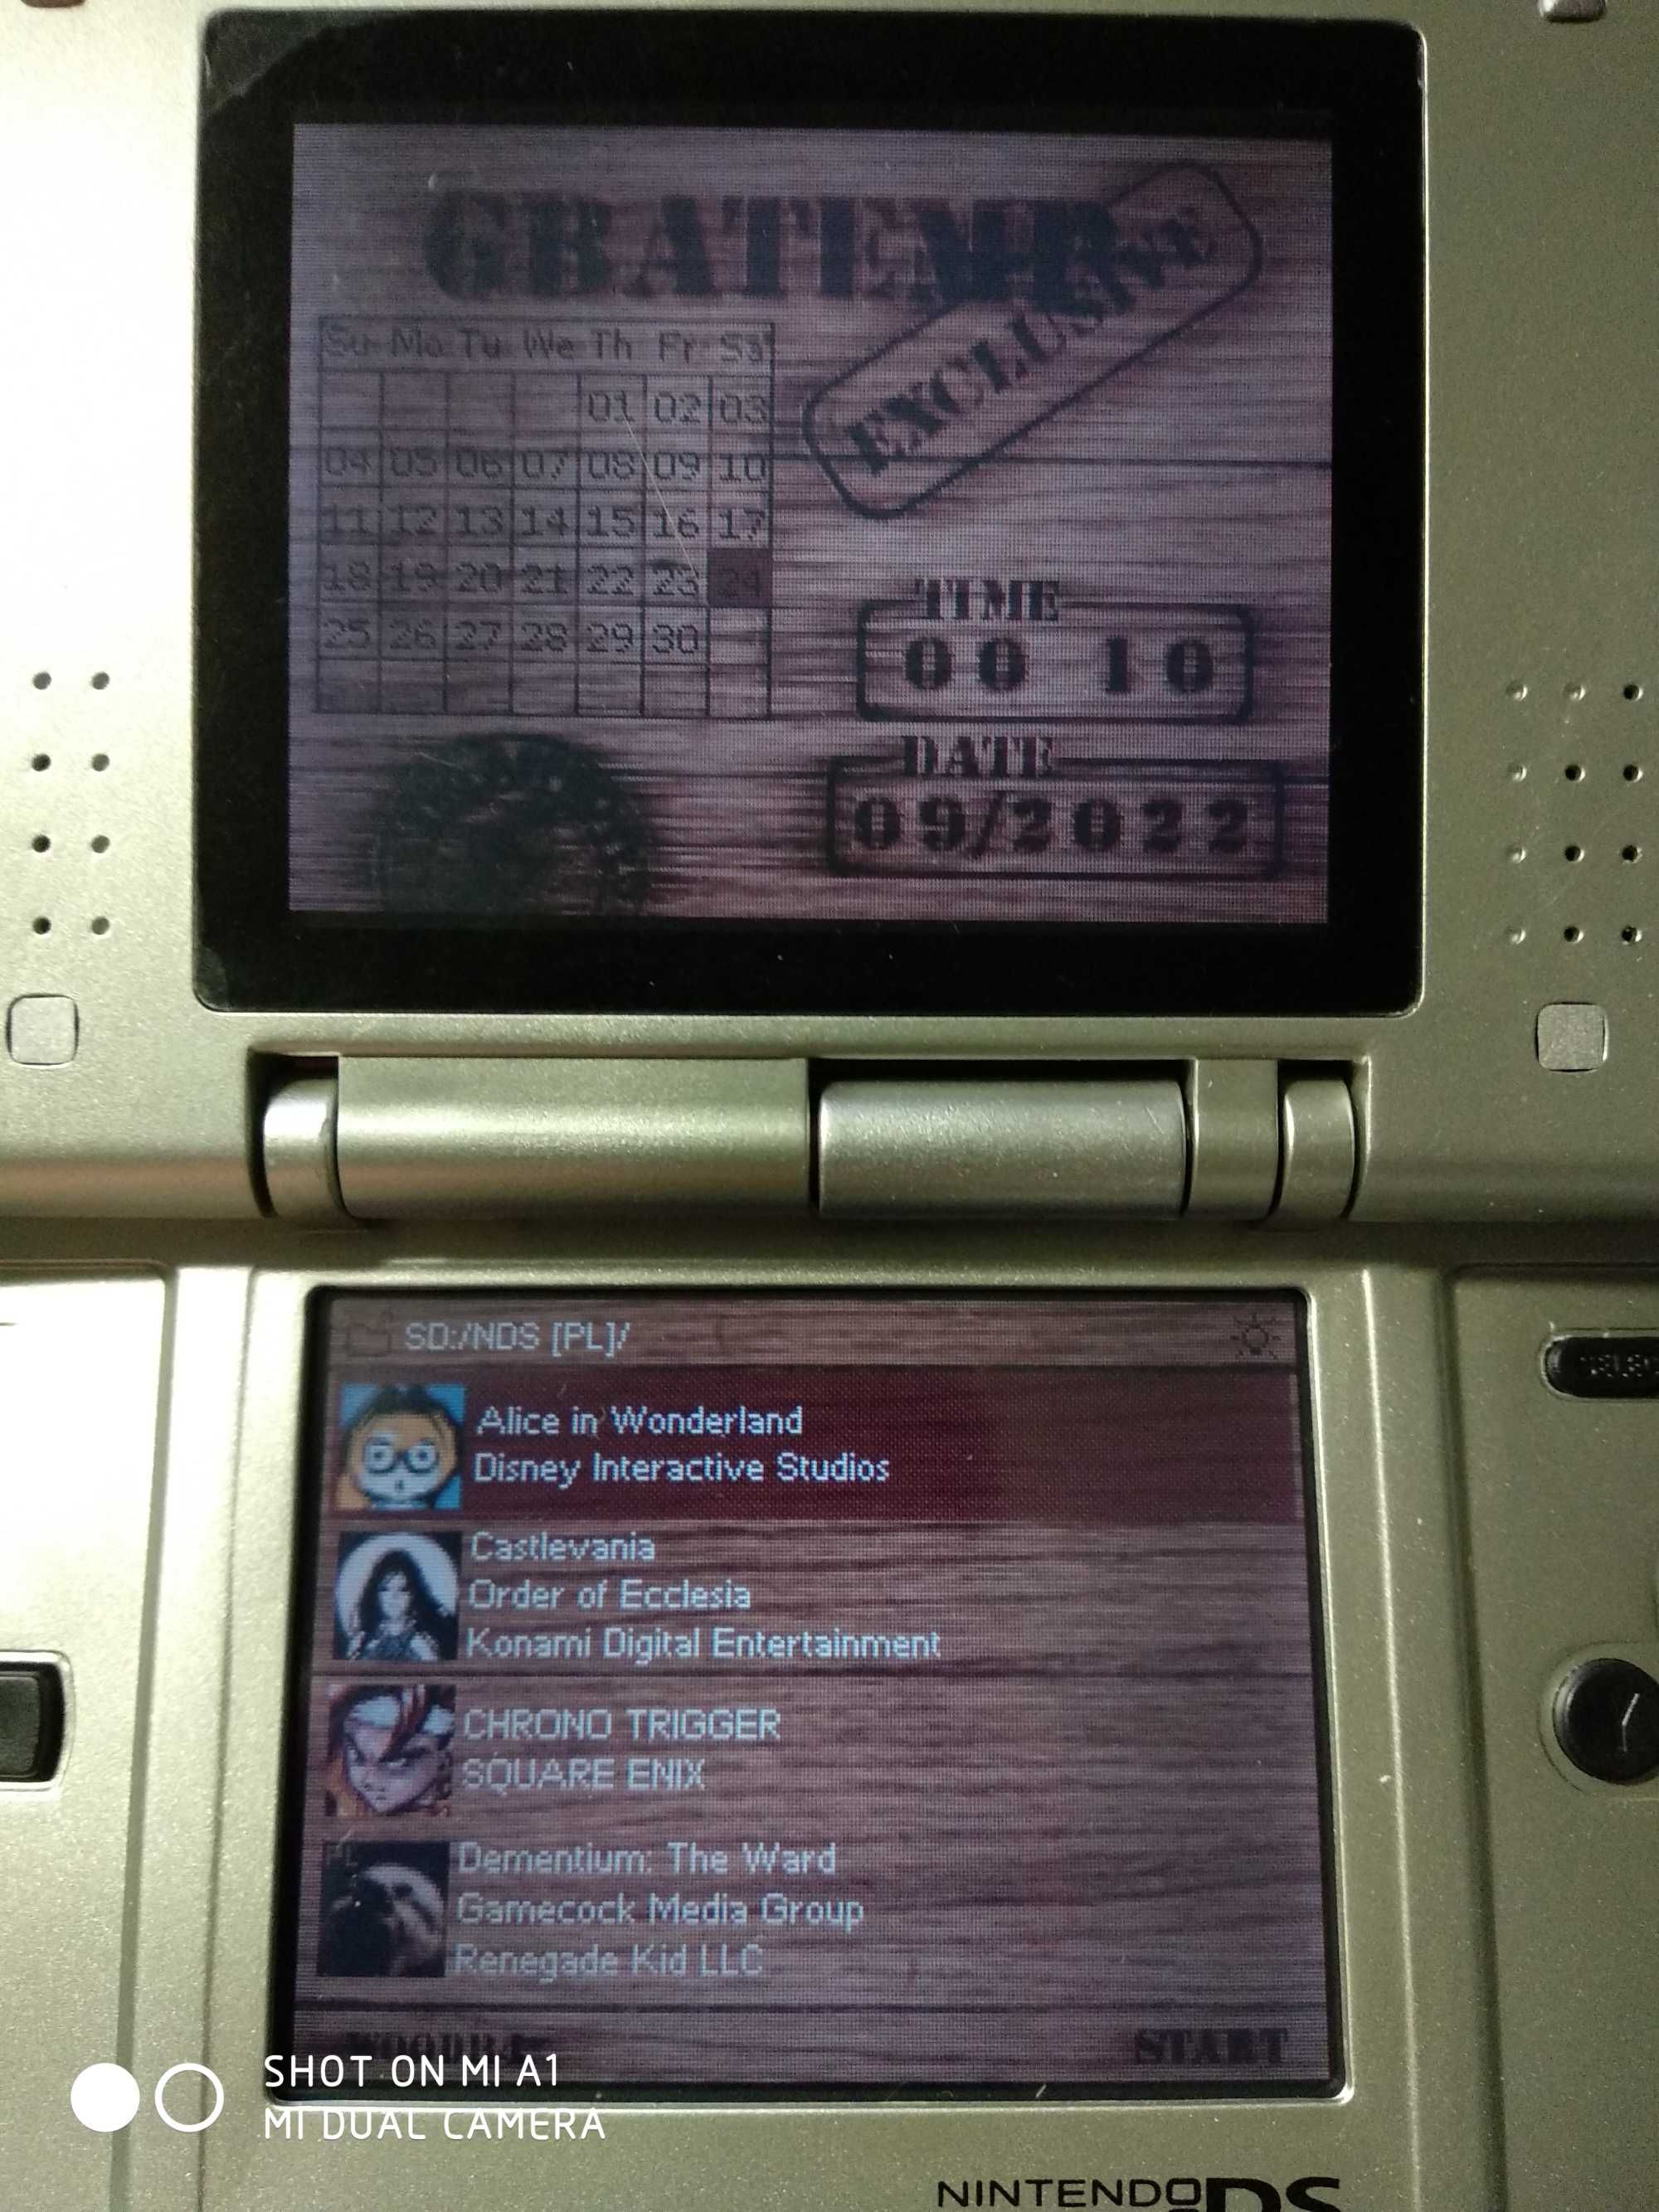 GBATEMP
EXCLUSIVE
Su Mo Tu We Th Fr Sa
01 02 03
04 05 06 07 08 09 10
11 12 13 14 15 16 17
18 19 20 21 22 23 24
25 26 27 28 29 30
TIME
00 10
DATE
09/2022
SD:/NDS [PL]/
Alice in Wonderland
Disney Interactive Studios
Castlevania
Order of Ecclesia
Konami Digital Entertainment
CHRONO TRIGGER
SQUARE ENIX
Dementium: The Ward
Gamecock Media Group
Renegade Kid LLC
START
SHOT ON MI A1
MI DUAL CAMERA
NINTENDO DS